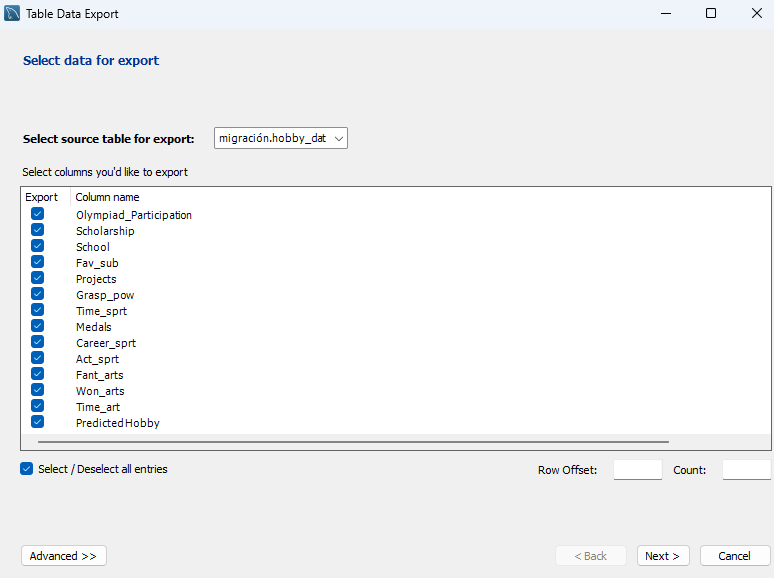 Table Data Export
Select data for export
Select source table for export: migración.hobby_dat
Select columns you'd like to export
Export Column name
Olympiad_Participation
Scholarship
School
Fav_sub
Projects
Grasp_pow
Time_sprt
Medals
Career_sprt
Act_sprt
Fant_arts
Won_arts
Time_art
PredictedHobby
Select / Deselect all entries Row Offset: Count:
Advanced >> < Back Next > Cancel